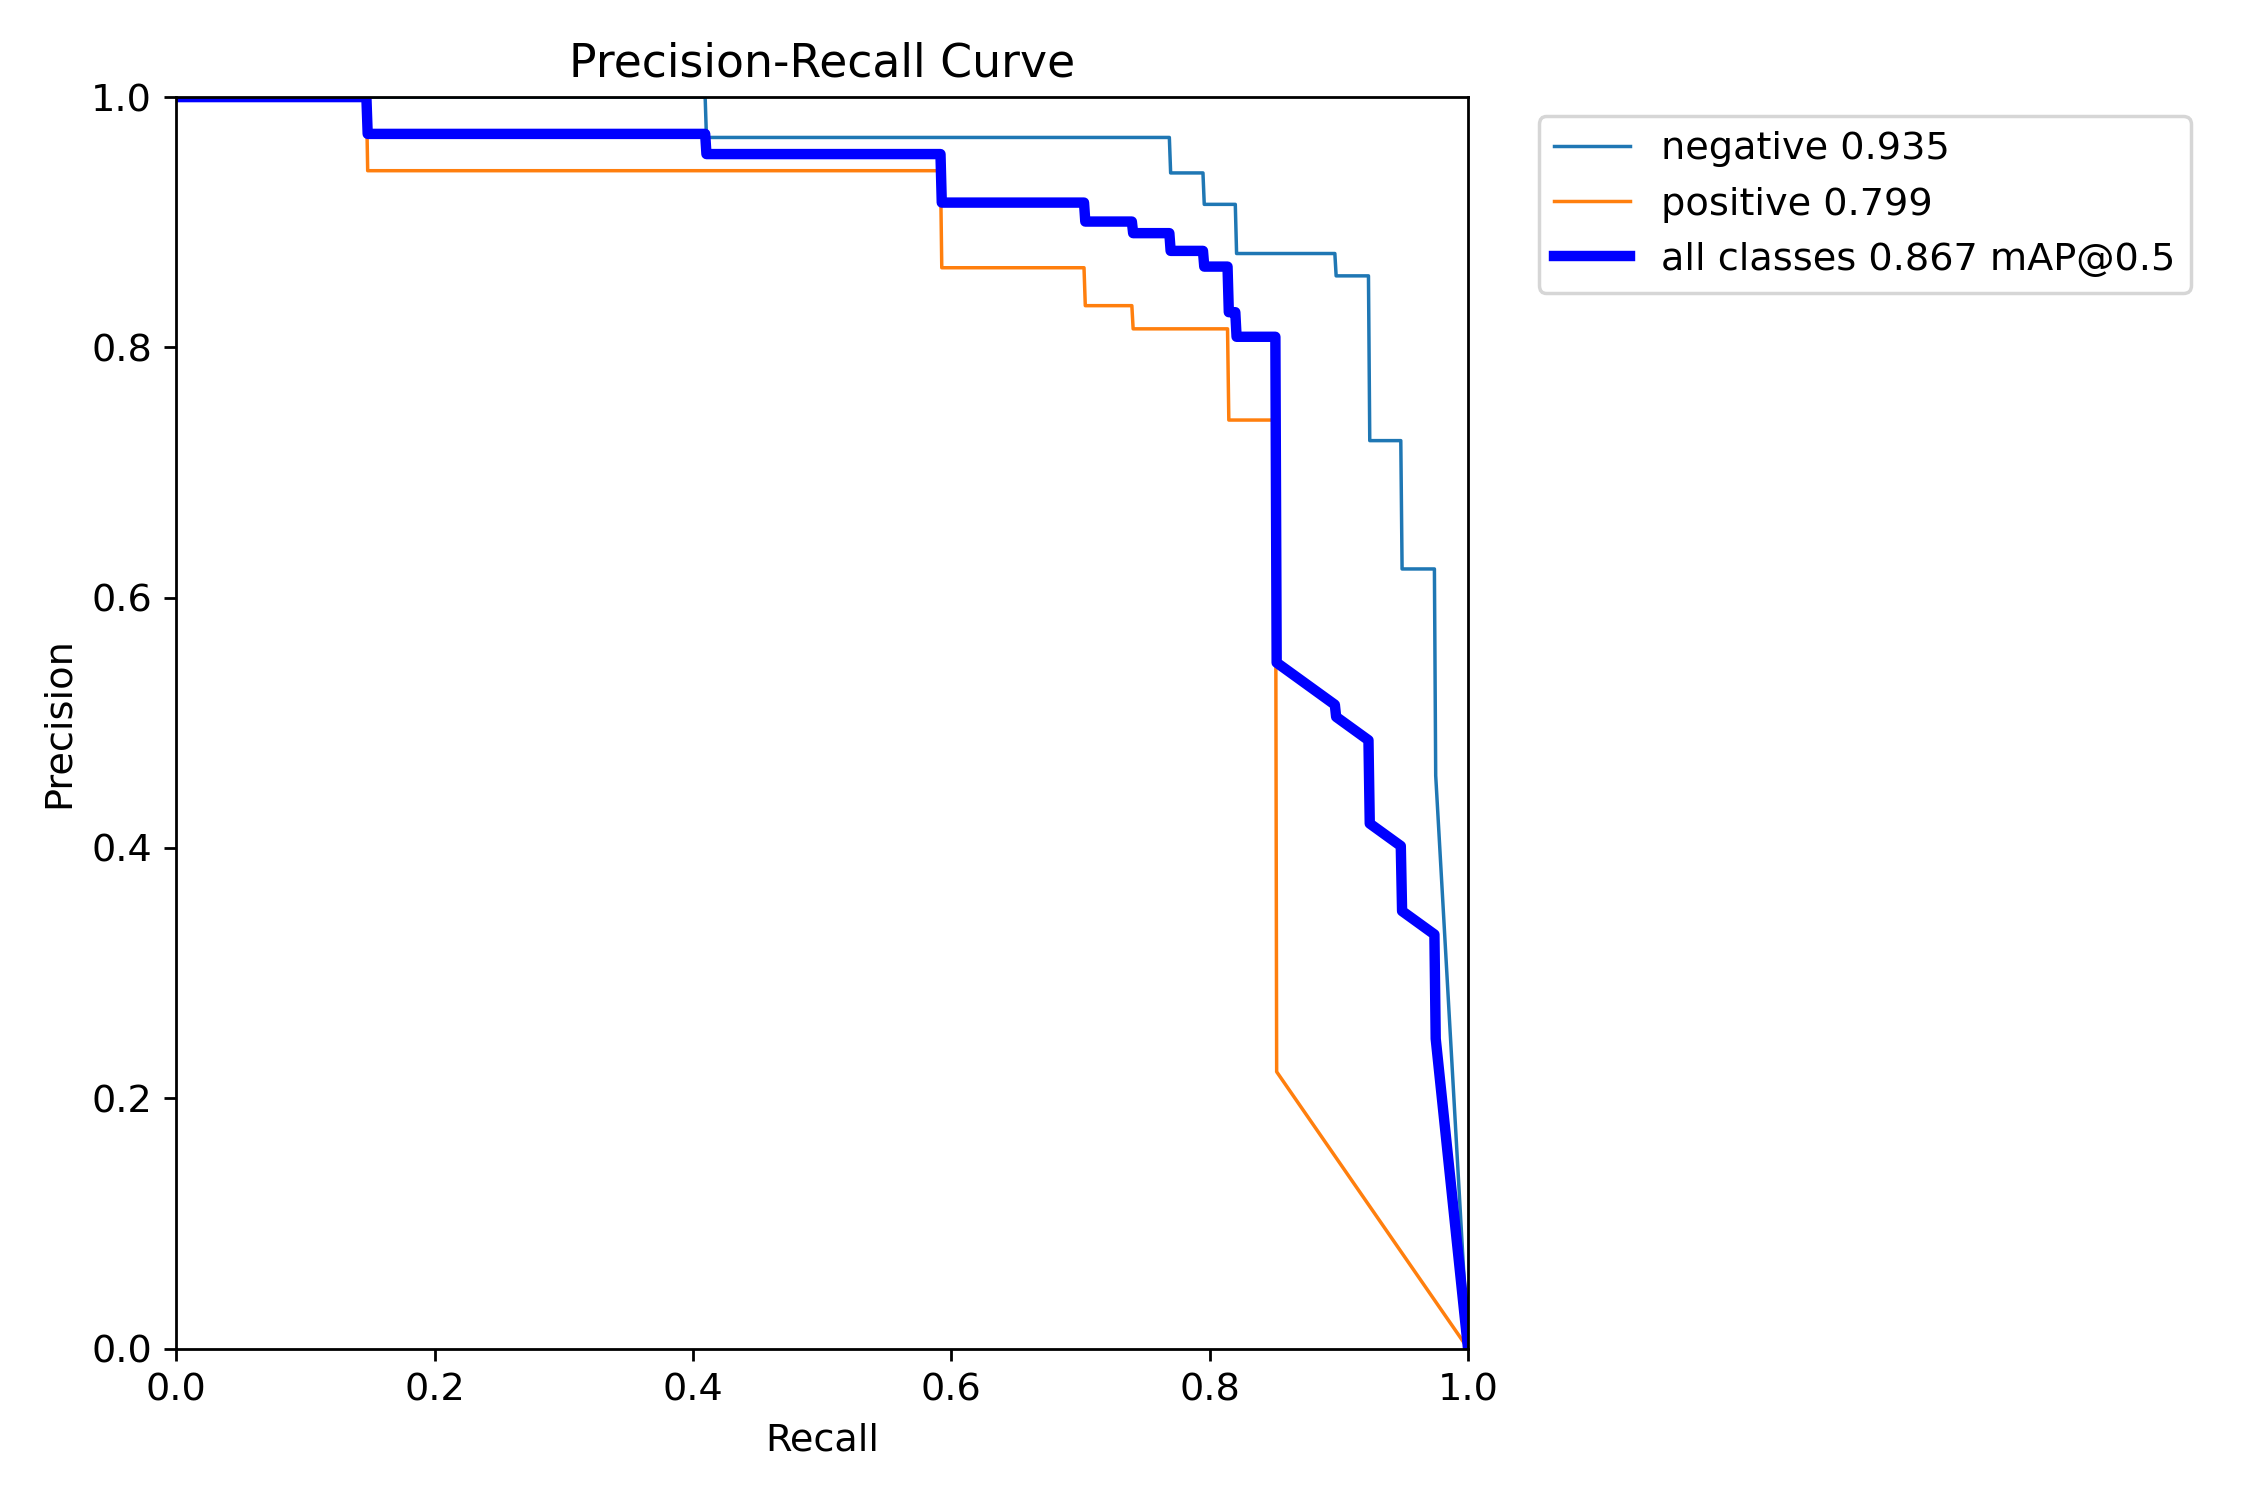 Precision-Recall Curve
1.0
0.8
0.6
0.4
0.2
0.0
Precision
0.0 0.2 0.4 0.6 0.8 1.0
Recall
negative 0.935
positive 0.799
all classes 0.867 mAP@0.5